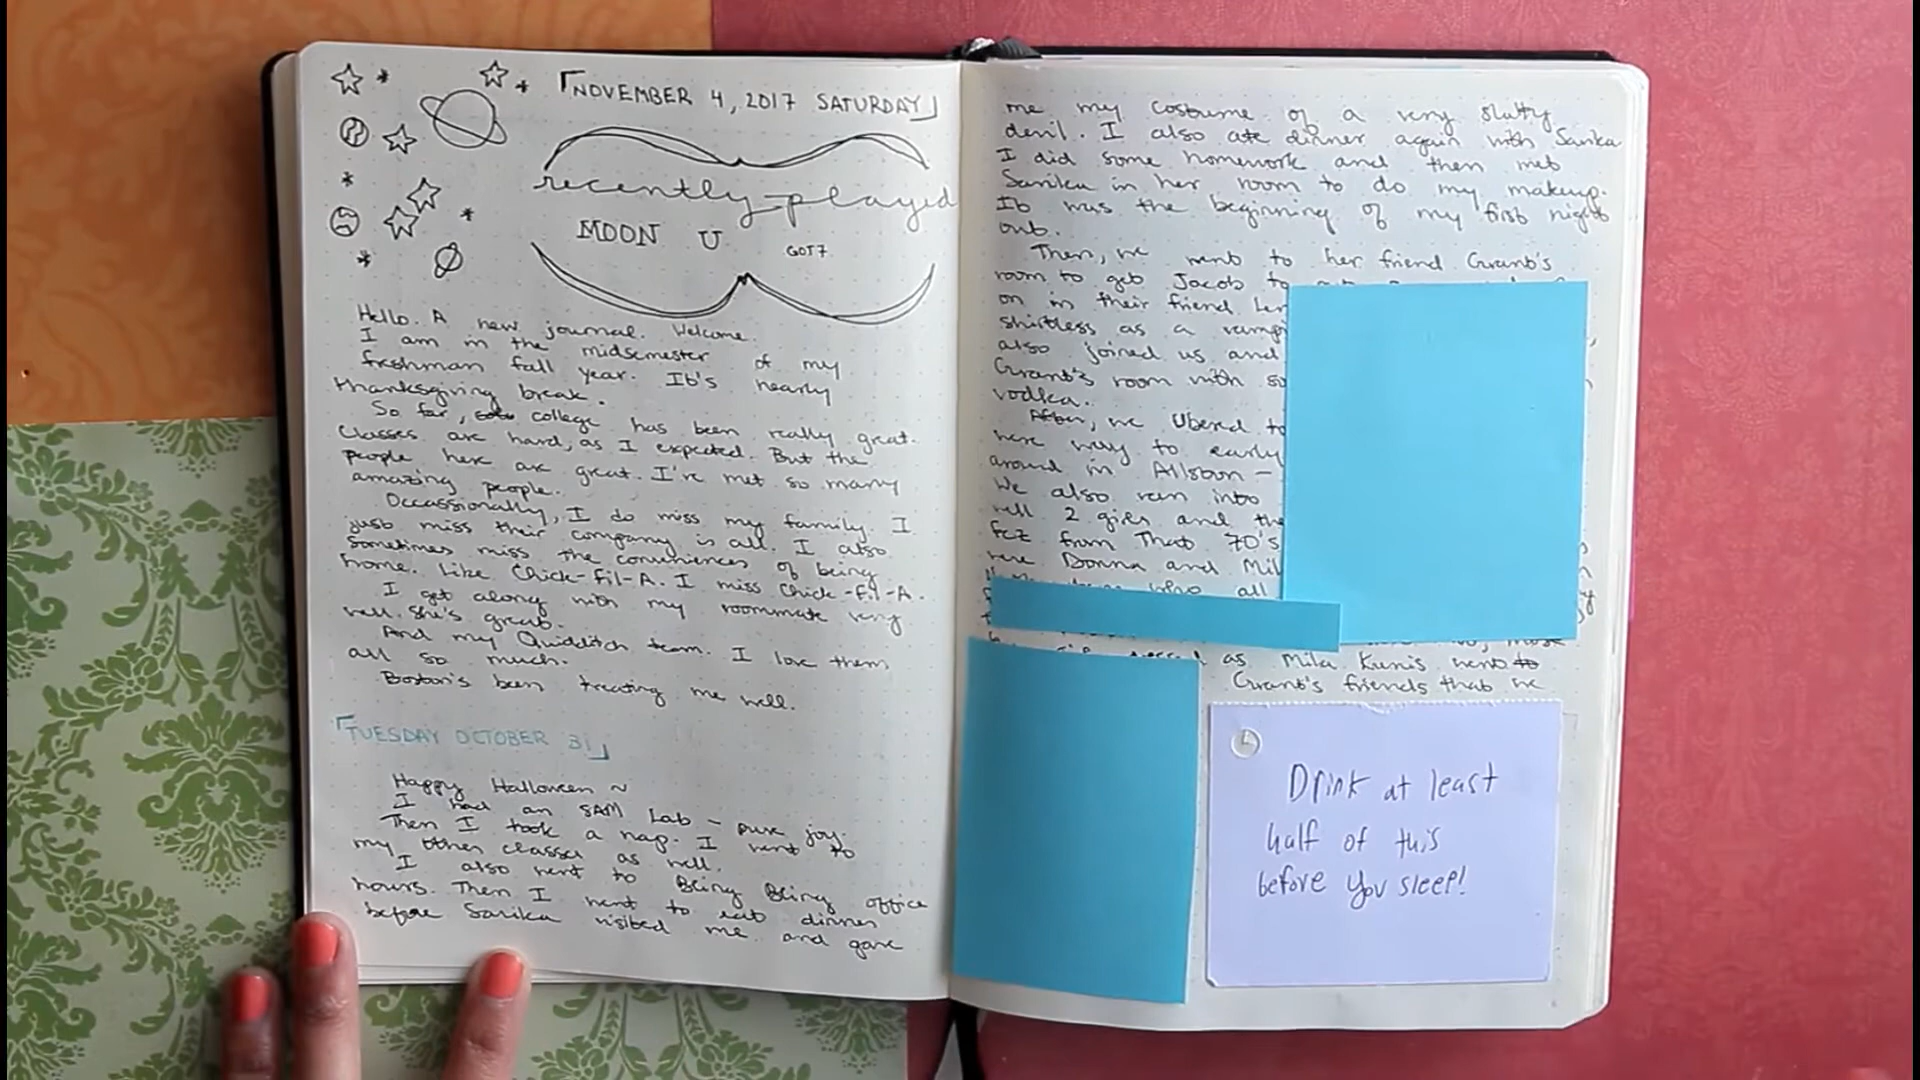 「NOVEMBER 4, 2017 SATURDAY」
recently-played
MOON U GOT7
Hello. A new journal. Welcome.
I am in the midsemester of my
freshman fall year. It's nearly
thanksgiving break.
So far, college has been really great.
Classes are hard, as I expected. But the
people here are great. I've met so many
amazing people.
Occassionally, I do miss my family. I
just miss their company is all. I also
sometimes miss the conveniences of being
home. Like Chick-fil-A. I miss Chick-fil-A.
I get along with my roommate very
well. She's great.
And my Quidditch team. I love them
all so much.
Boston's been treating me well.
「TUESDAY OCTOBER 31」
Happy Halloween ~
I had an SAM Lab - pure joy.
Then I took a nap. I went to
my other classes as well.
I also went to Bling Bling office
hours. Then I went to eat dinner
before Sarika visited me and gave
me my costume of a very slutty
devil. I also ate dinner again with Sarika
I did some homework and then met
Sarika in her room to do my makeup.
It was the beginning of my first night
out.
Then, we went to her friend Grant's
room to get Jacob to
on in their friend
shirtless as a
also joined us and
Grant's room with
vodka.
After, we Ubered to
were way to early
around in Allston -
We also ran into
well 2 girls and the
Fez from That 70's
were Donna and
who all
as Mila Kunis went to
Grant's friends that we
Drink at least
half of this
before you sleep!